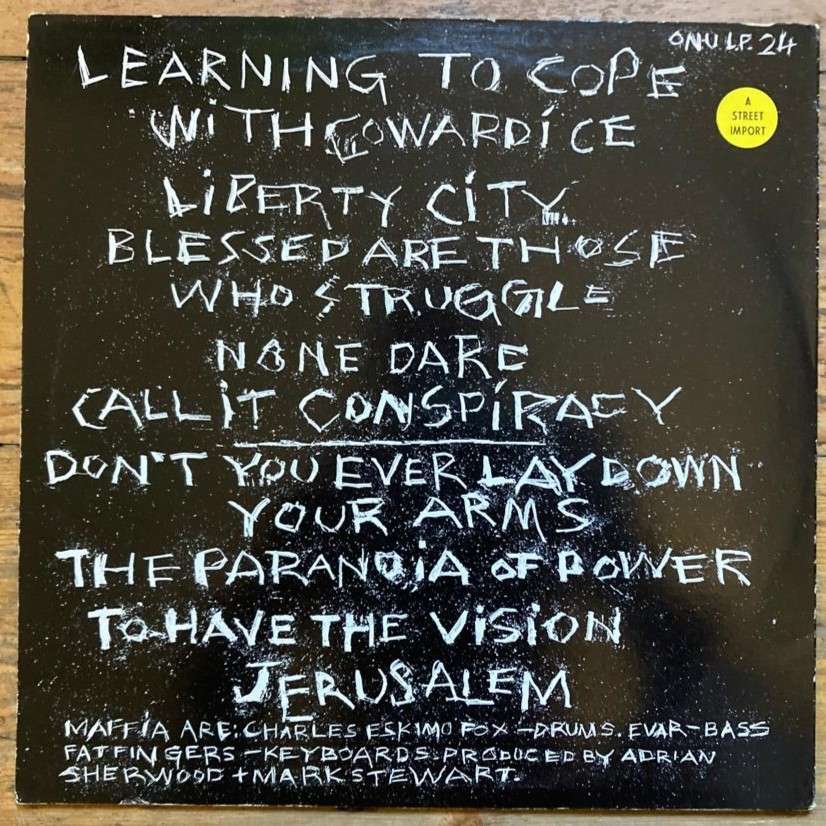 ONU L.P. 24
LEARNING TO COPE
WITH COWARDICE
A
STREET
IMPORT
LIBERTY CITY
BLESSED ARE THOSE
WHO STRUGGLE
NONE DARE
CALL IT CONSPIRACY
DON'T YOU EVER LAY DOWN
YOUR ARMS
THE PARANOIA OF POWER
TO HAVE THE VISION
JERUSALEM
MAFFIA ARE: CHARLES ESKIMO FOX - DRUMS. EVAR - BASS
FATFINGERS - KEYBOARDS. PRODUCED BY ADRIAN
SHERWOOD + MARK STEWART.